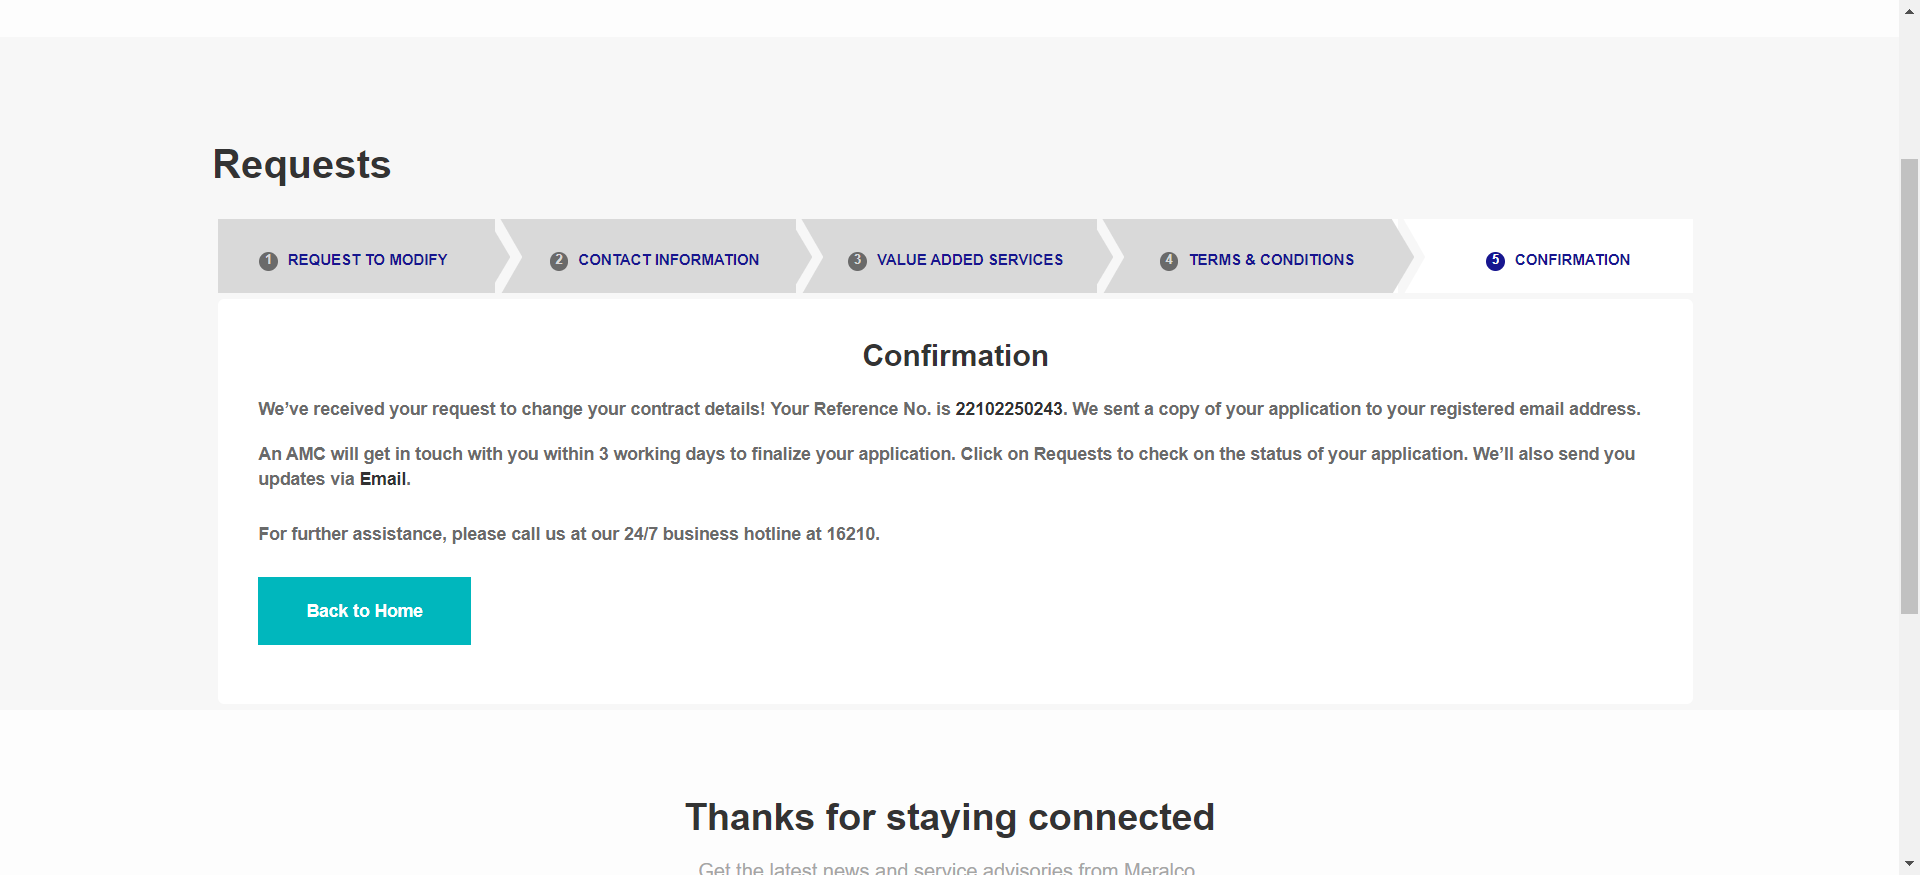 Requests
1 REQUEST TO MODIFY 2 CONTACT INFORMATION 3 VALUE ADDED SERVICES 4 TERMS & CONDITIONS 5 CONFIRMATION
Confirmation
We’ve received your request to change your contract details! Your Reference No. is 22102250243. We sent a copy of your application to your registered email address.
An AMC will get in touch with you within 3 working days to finalize your application. Click on Requests to check on the status of your application. We’ll also send you
updates via Email.
For further assistance, please call us at our 24/7 business hotline at 16210.
Back to Home
Thanks for staying connected
Get the latest news and service advisories from Meralco